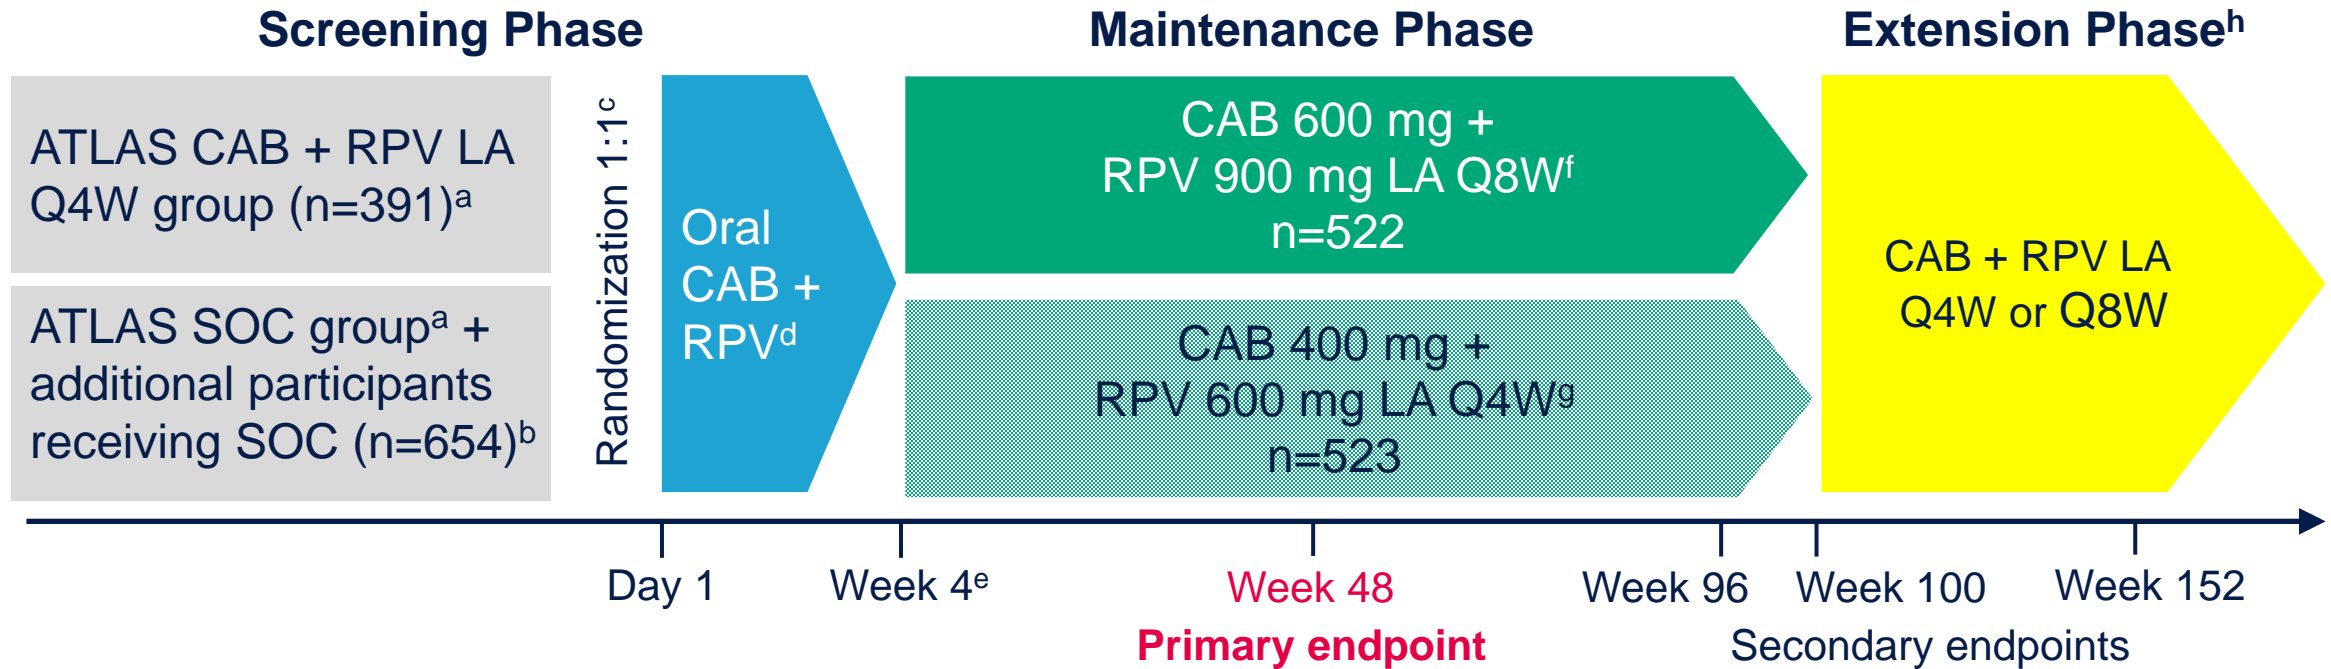 Screening Phase
Maintenance Phase
Extension Phaseʰ
ATLAS CAB + RPV LA
Q4W group (n=391)ᵃ
ATLAS SOC groupᵃ +
additional participants
receiving SOC (n=654)ᵇ
Randomization 1:1ᶜ
Oral
CAB +
RPVᵈ
CAB 600 mg +
RPV 900 mg LA Q8Wᶠ
n=522
CAB 400 mg +
RPV 600 mg LA Q4Wᵍ
n=523
CAB + RPV LA
Q4W or Q8W
Day 1
Week 4ᵉ
Week 48
Week 96
Week 100
Week 152
Primary endpoint
Secondary endpoints